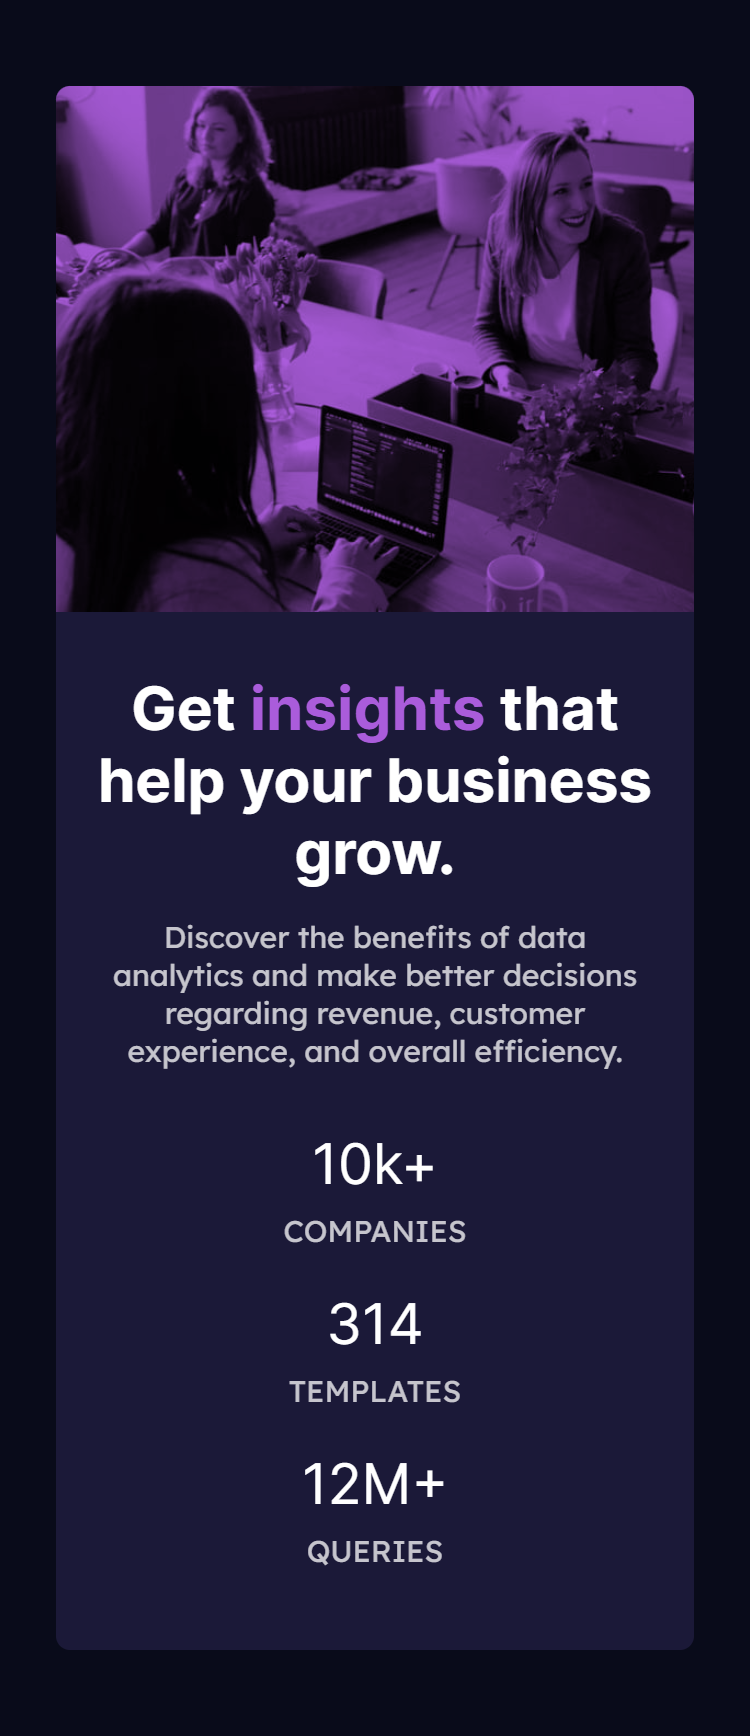 Get insights that
help your business
grow.
Discover the benefits of data
analytics and make better decisions
regarding revenue, customer
experience, and overall efficiency.
10k+
COMPANIES
314
TEMPLATES
12M+
QUERIES